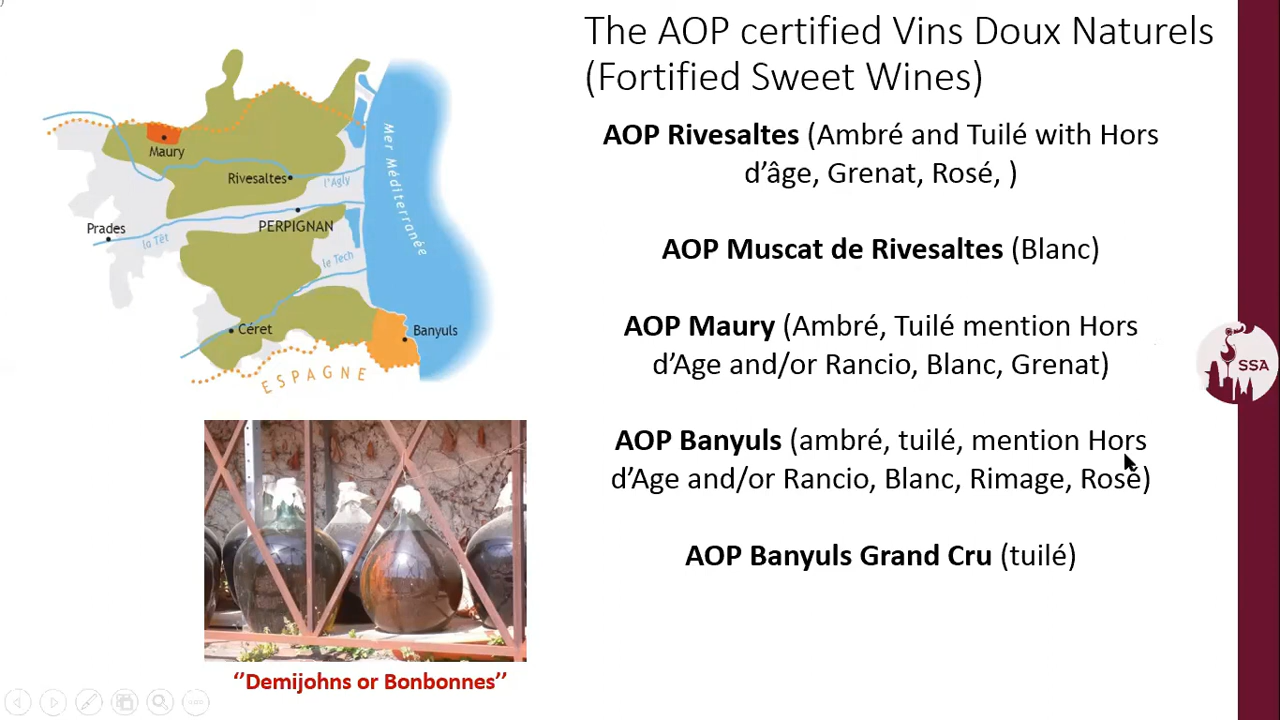 The AOP certified Vins Doux Naturels
(Fortified Sweet Wines)
AOP Rivesaltes (Ambré and Tuilé with Hors
d’âge, Grenat, Rosé, )
AOP Muscat de Rivesaltes (Blanc)
AOP Maury (Ambré, Tuilé mention Hors
d’Age and/or Rancio, Blanc, Grenat)
AOP Banyuls (ambré, tuilé, mention Hors
d’Age and/or Rancio, Blanc, Rimage, Rosé)
AOP Banyuls Grand Cru (tuilé)
Maury
Rivesaltes
l'Agly
Mer Méditerranée
PERPIGNAN
Prades
la Têt
le Tech
Céret
Banyuls
ESPAGNE
‘’Demijohns or Bonbonnes’’
SSA